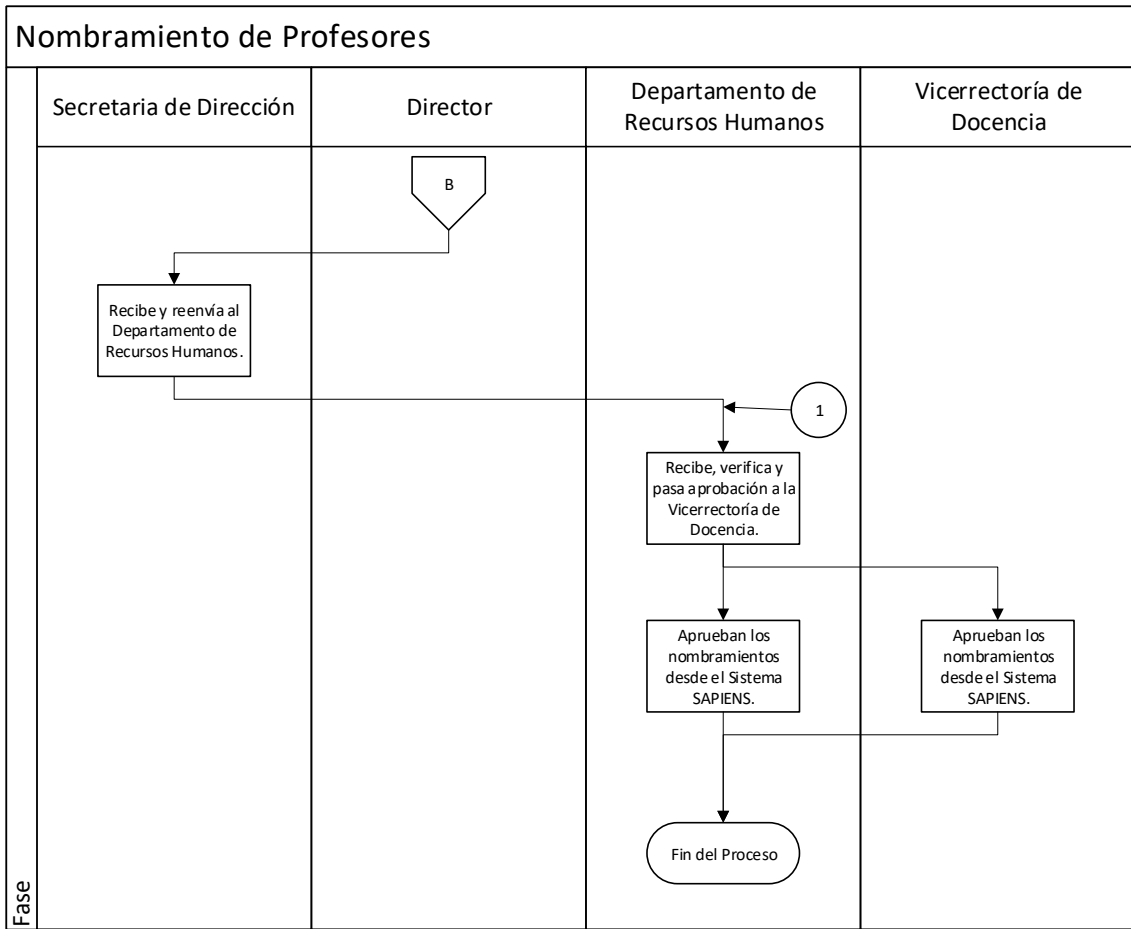 Nombramiento de Profesores
Secretaria de Dirección
Director
Departamento de
Recursos Humanos
Vicerrectoría de
Docencia
B
Recibe y reenvía al
Departamento de
Recursos Humanos.
1
Recibe, verifica y
pasa aprobación a la
Vicerrectoría de
Docencia.
Aprueban los
nombramientos
desde el Sistema
SAPIENS.
Aprueban los
nombramientos
desde el Sistema
SAPIENS.
Fin del Proceso
Fase